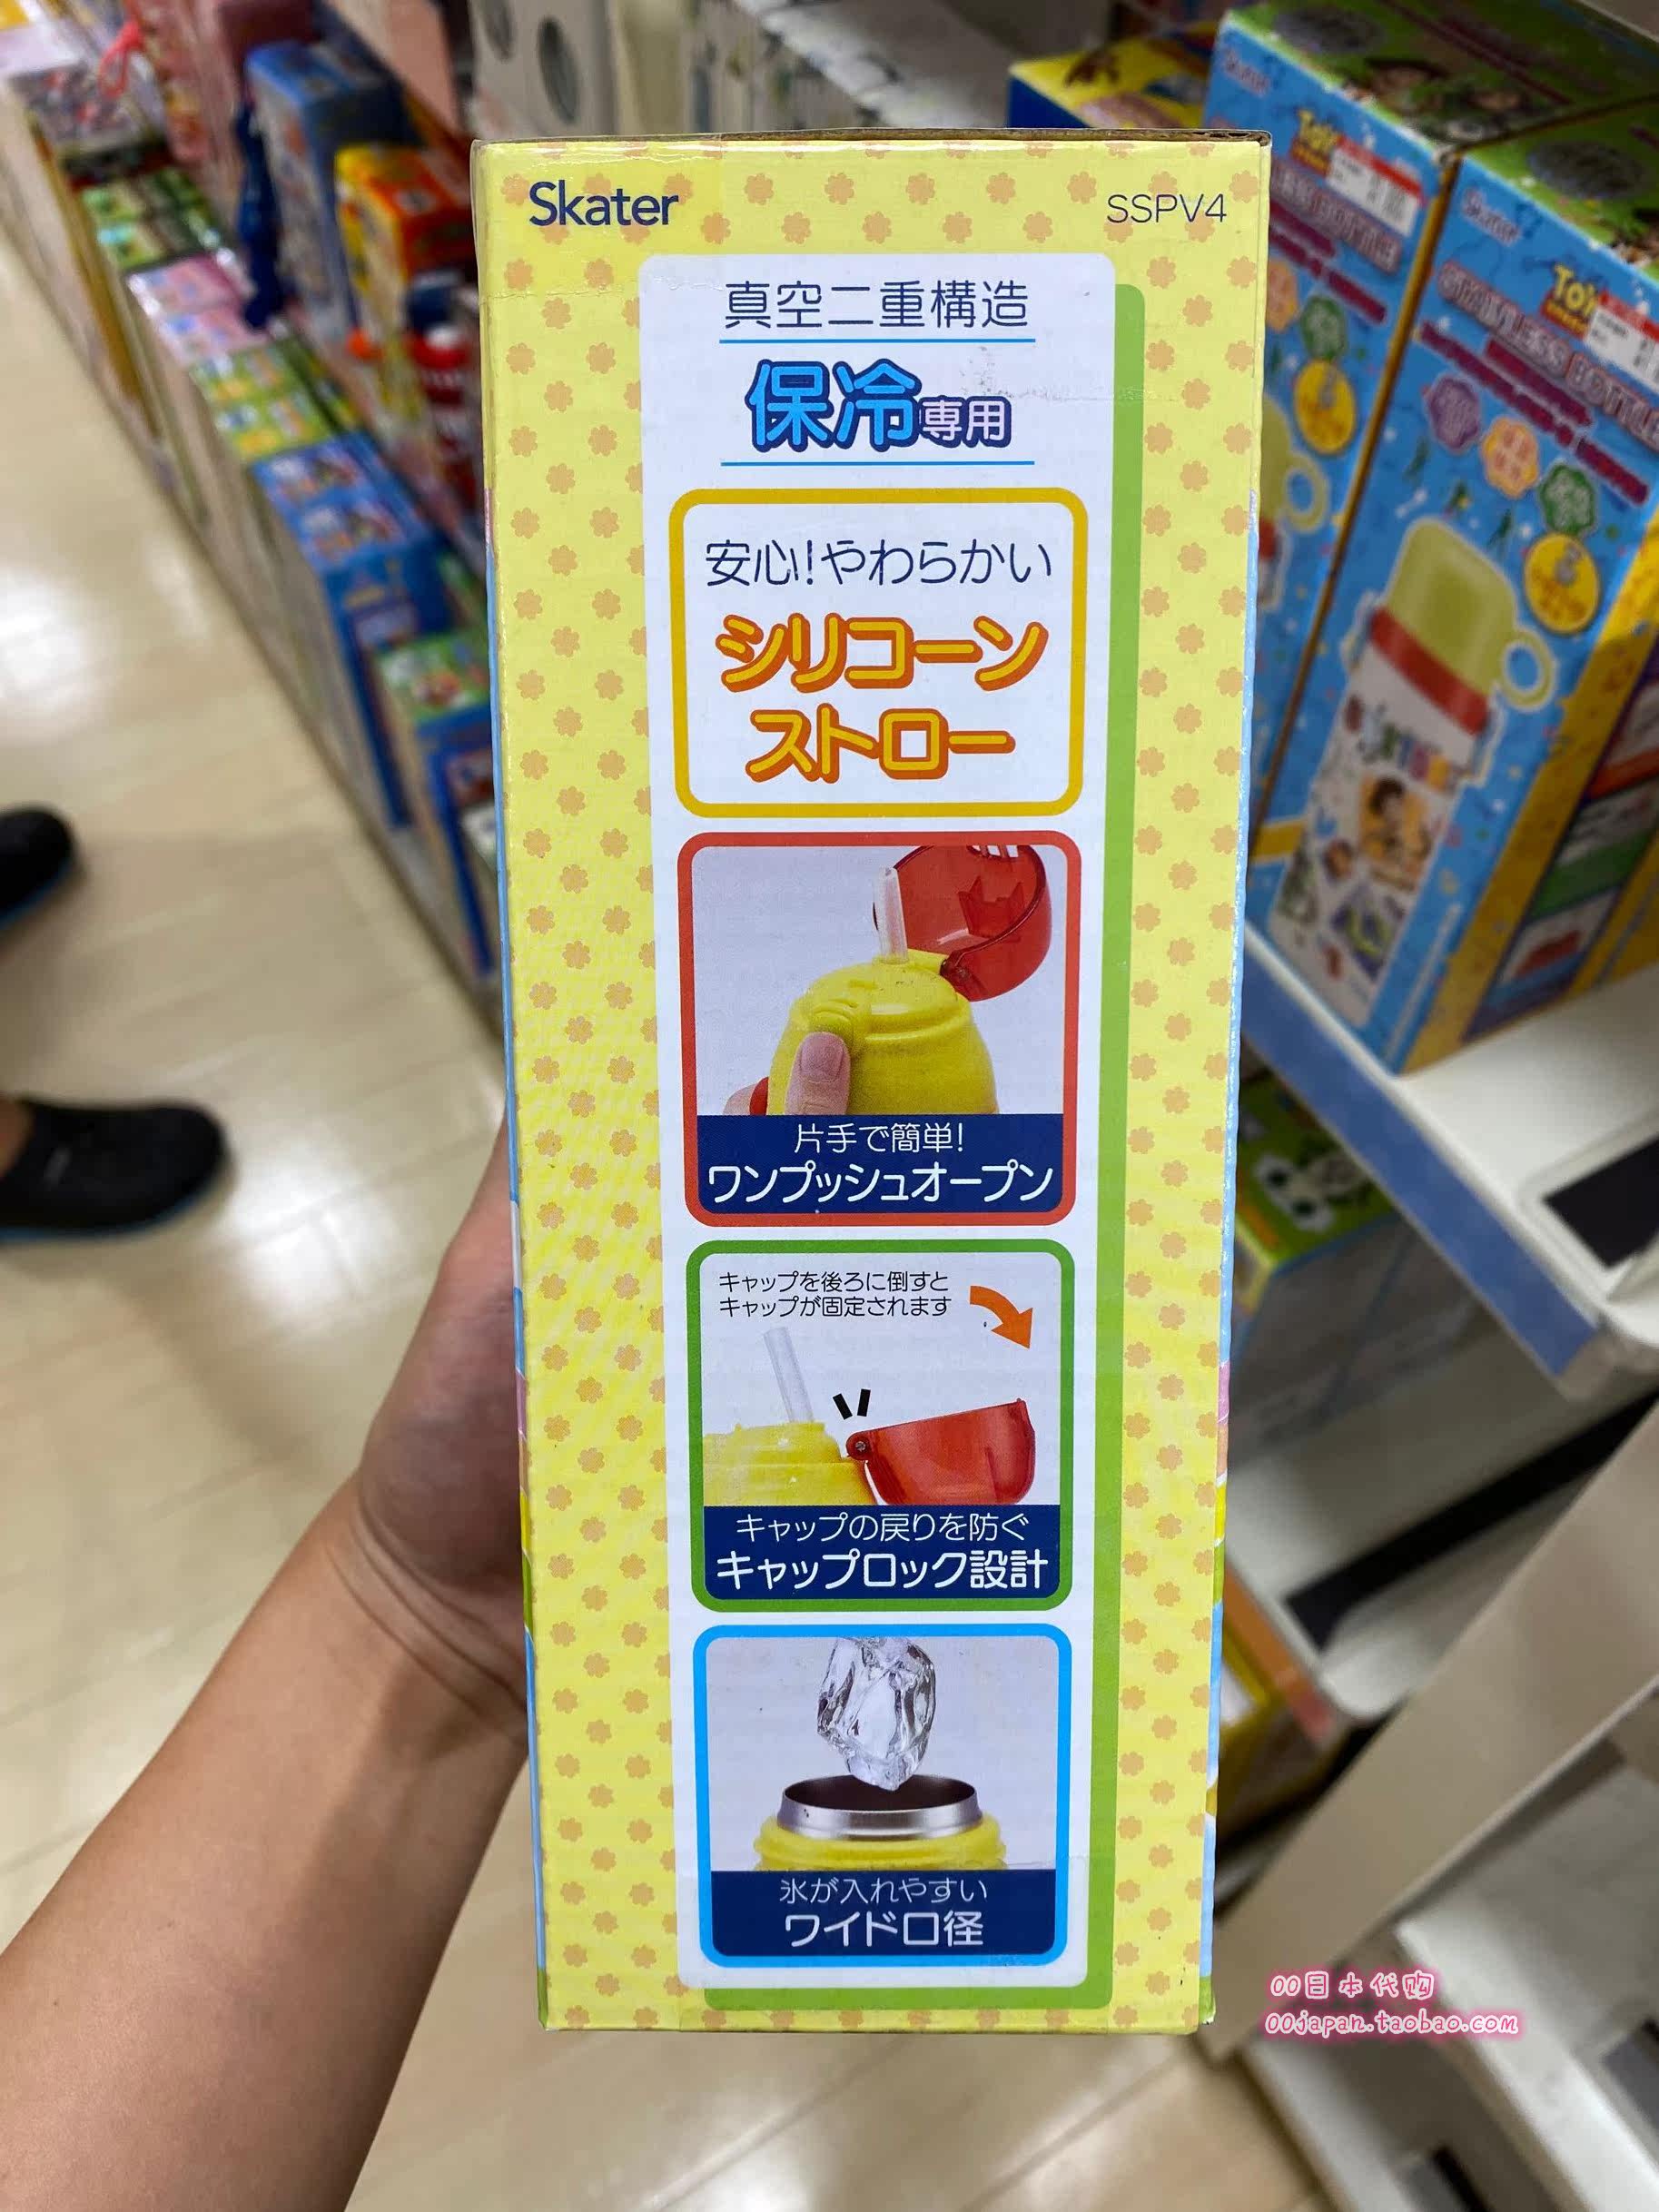 Skater
SSPV4
真空二重構造
保冷専用
安心!やわらかい
シリコーン
ストロー
片手で簡単!
ワンプッシュオープン
キャップを後ろに倒すと
キャップが固定されます
キャップの戻りを防ぐ
キャップロック設計
氷が入れやすい
ワイド口径
Skater
Skater
00日本代购
00japan.taobao.com